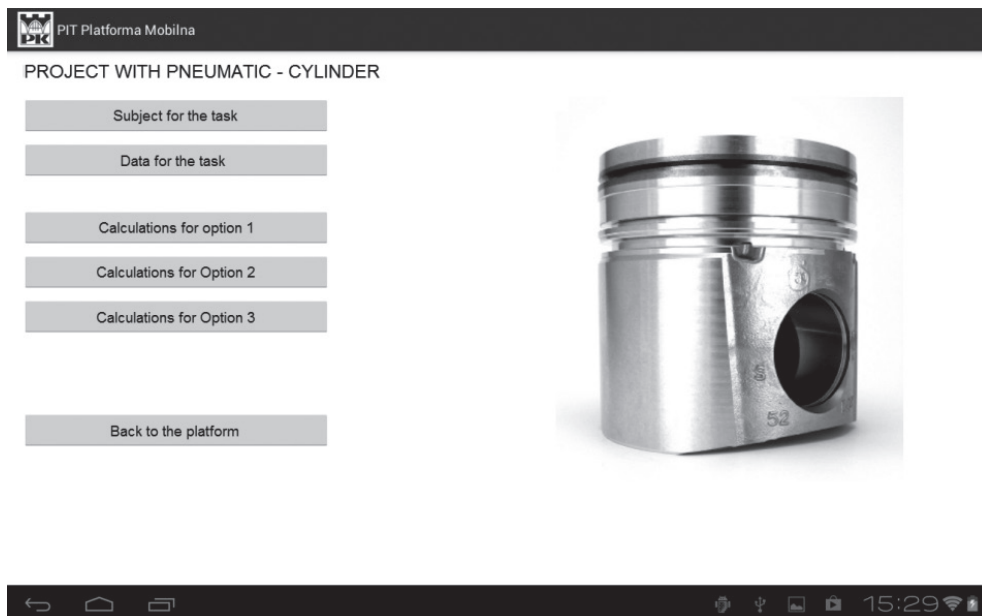 PK
PIT Platforma Mobilna
PROJECT WITH PNEUMATIC - CYLINDER
Subject for the task
Data for the task
Calculations for option 1
Calculations for Option 2
Calculations for Option 3
Back to the platform
52
15:29